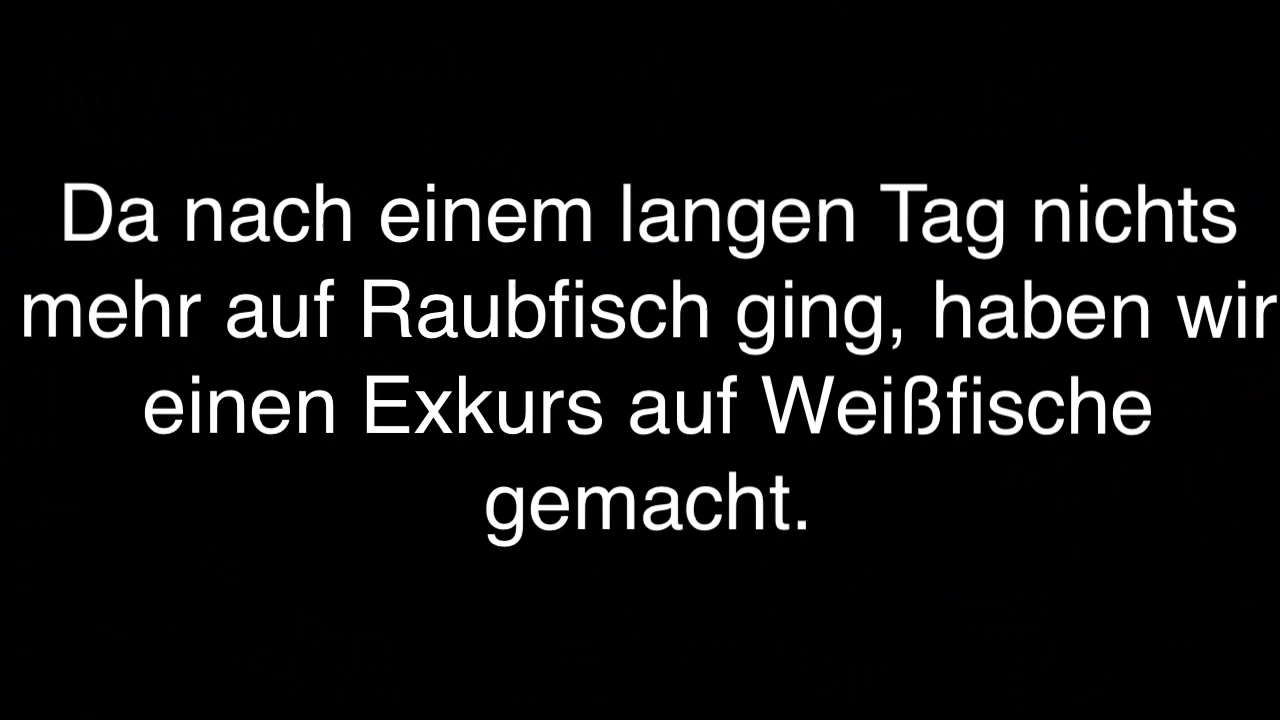 Da nach einem langen Tag nichts
mehr auf Raubfisch ging, haben wir
einen Exkurs auf Weißfische
gemacht.